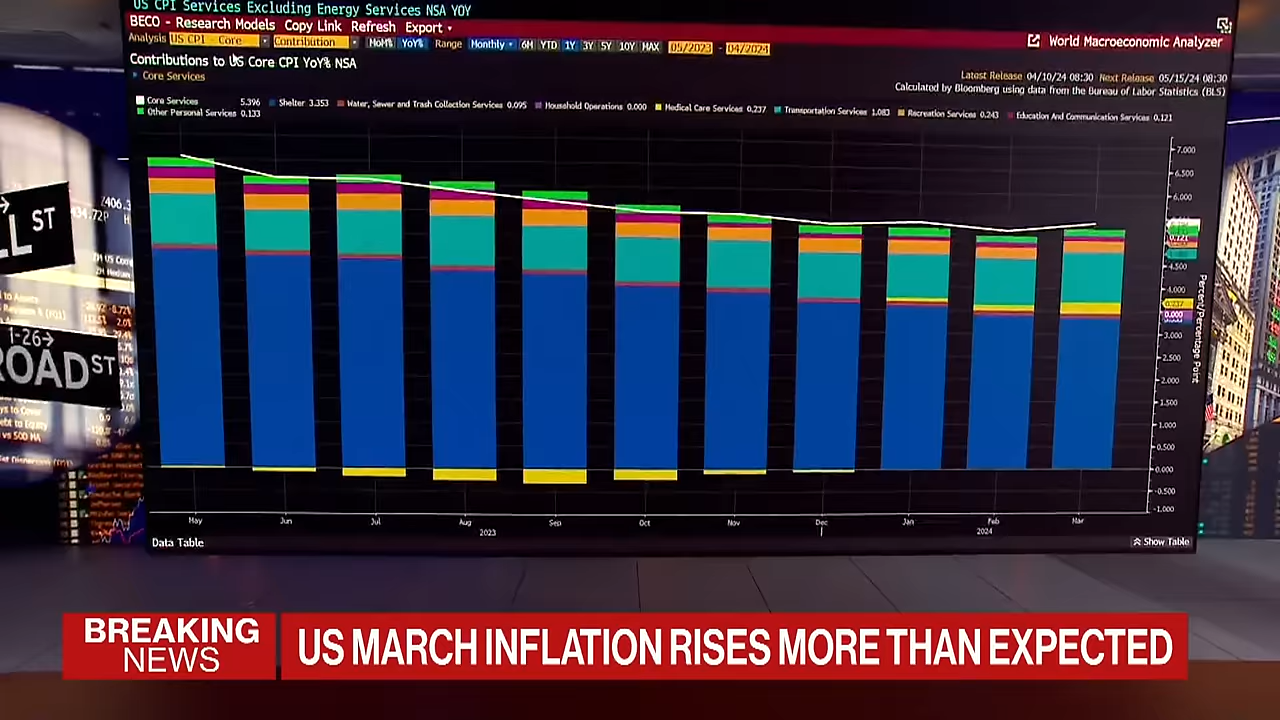 US CPI Services Excluding Energy Services NSA YOY
BECO - Research Models Copy Link Refresh Export
Analysis US CPI - Core Contribution MoM% YoY% Range Monthly 6M YTD 1Y 3Y 5Y 10Y MAX 05/2023 - 04/2024
World Macroeconomic Analyzer
Contributions to US Core CPI YoY% NSA
Core Services
Latest Release 04/10/24 08:30 Next Release 05/15/24 08:30
Calculated by Bloomberg using data from the Bureau of Labor Statistics (BLS)
Core Services 5.396 Shelter 3.353 Water, Sewer and Trash Collection Services 0.095 Household Operations 0.000 Medical Care Services 0.237 Transportation Services 1.083 Recreation Services 0.243 Education And Communication Services 0.121
Other Personal Services 0.133
7.000
6.500
6.000
4.500
4.000
0.237
0.000
3.000
2.500
2.000
1.000
0.500
0.000
-0.500
-1.000
Percent/Percentage Point
May Jun Jul Aug Sep Oct Nov Dec Jan Feb Mar
2023 2024
Data Table
Show Table
LL ST
1-26
ROAD ST
BREAKING
NEWS
US MARCH INFLATION RISES MORE THAN EXPECTED